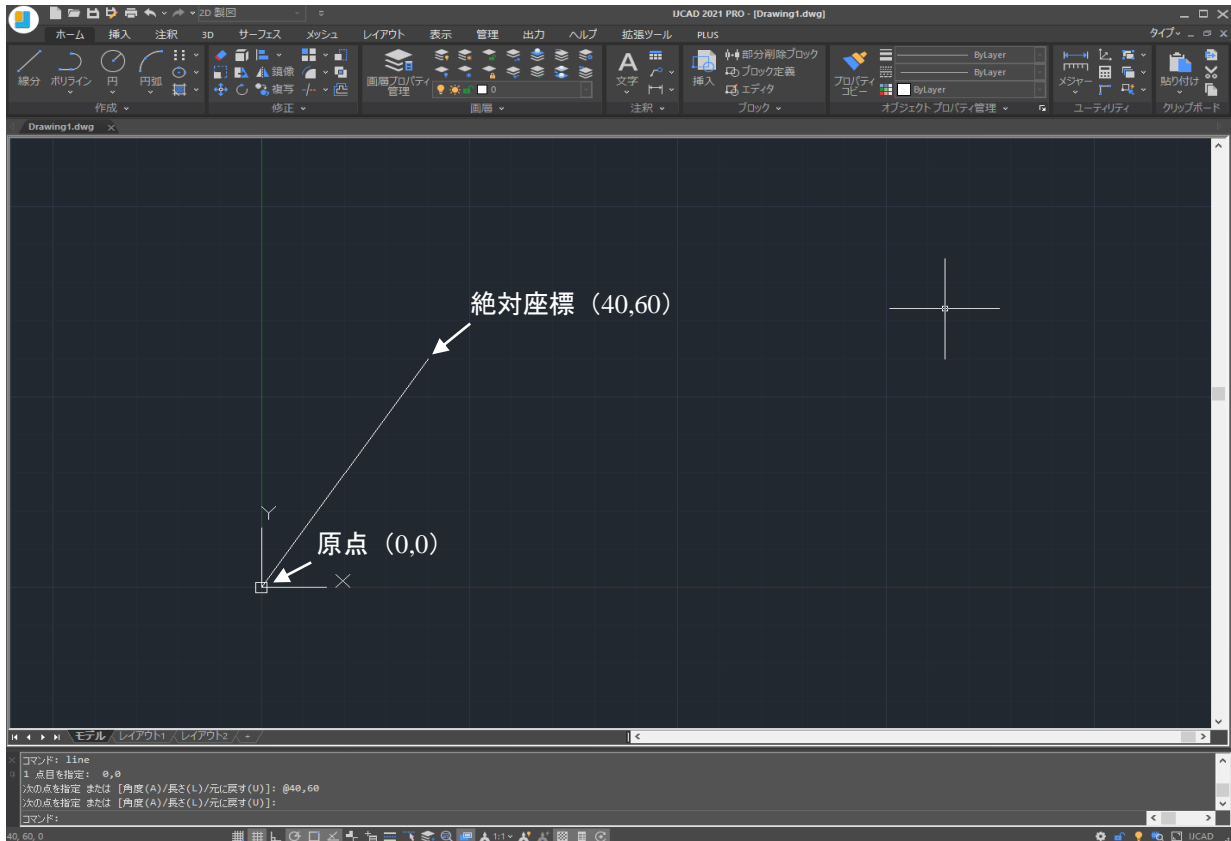 2D 製図
IJCAD 2021 PRO - [Drawing1.dwg]
ホーム 挿入 注釈 3D サーフェス メッシュ レイアウト 表示 管理 出力 ヘルプ 拡張ツール PLUS タイプ
線分 ポリライン 円 円弧
鏡像
複写
画層プロパティ
管理
0
文字
挿入
部分削除ブロック
ブロック定義
エディタ
プロパティ
コピー
ByLayer
ByLayer
ByLayer
メジャー
貼り付け
作成 修正 画層 注釈 ブロック オブジェクト プロパティ管理 ユーティリティ クリップボード
Drawing1.dwg
絶対座標（40,60）
Y
原点（0,0）
X
モデル レイアウト1 レイアウト2 +
コマンド: line
1 点目を指定: 0,0
次の点を指定 または [角度(A)/長さ(L)/元に戻す(U)]: @40,60
次の点を指定 または [角度(A)/長さ(L)/元に戻す(U)]:
コマンド:
40, 60, 0 1:1 IJCAD